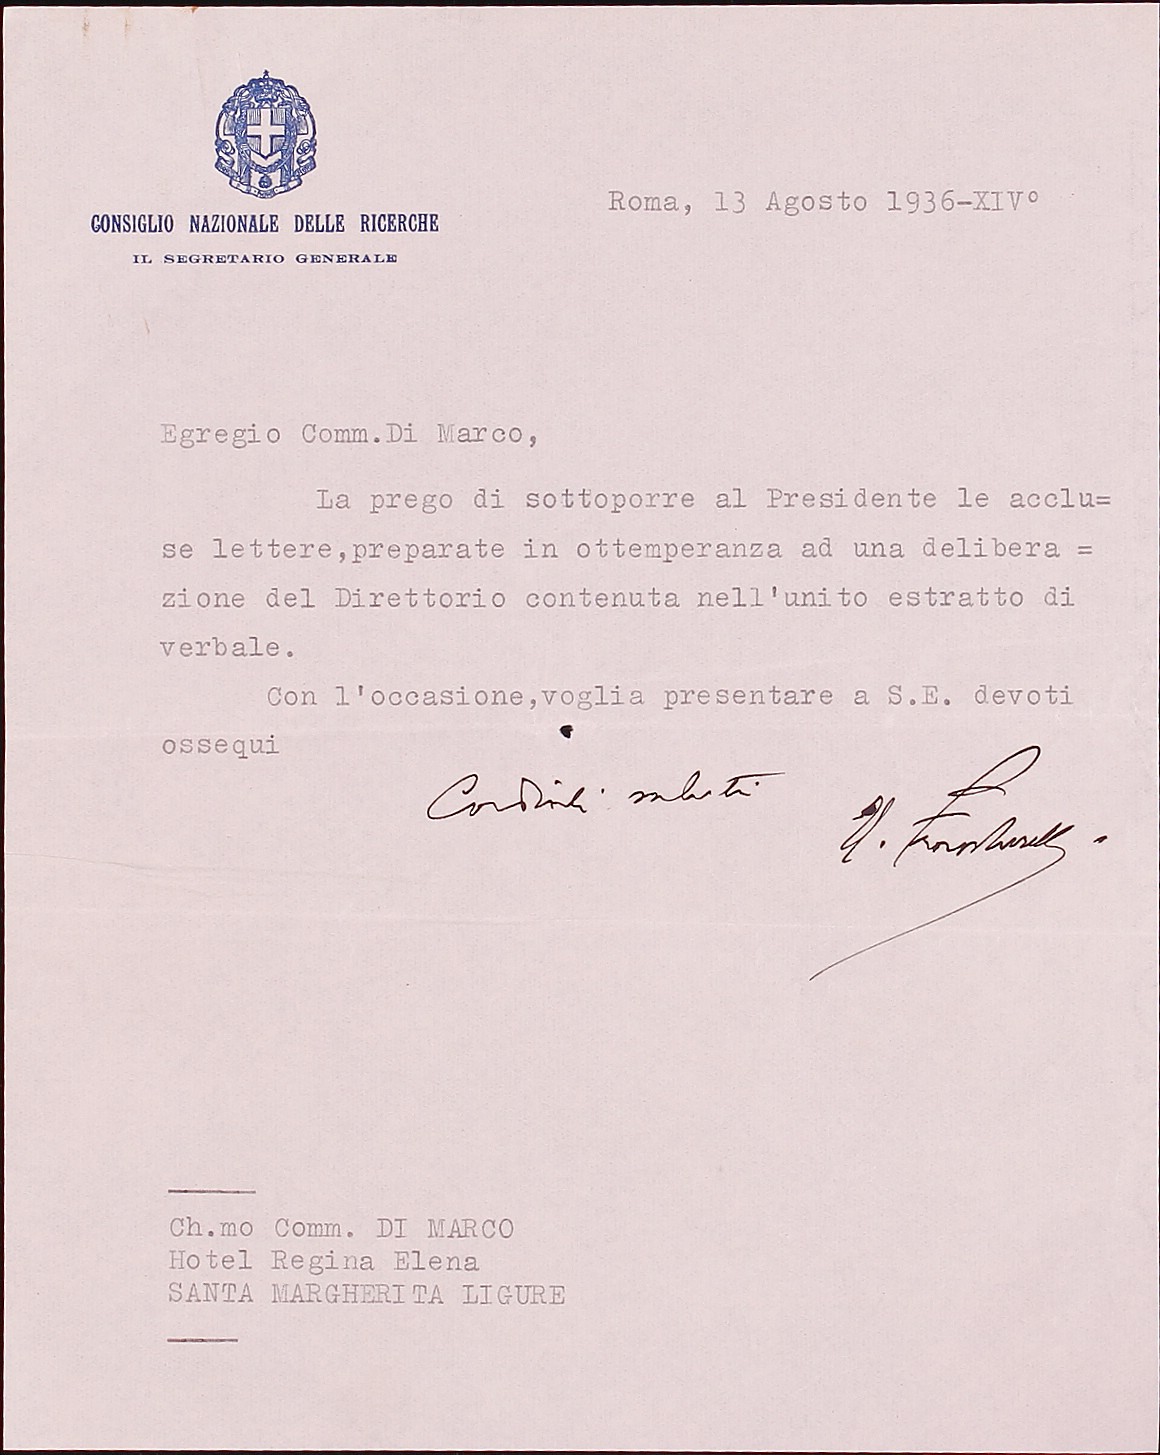 CONSIGLIO NAZIONALE DELLE RICERCHE
IL SEGRETARIO GENERALE
Roma, 13 Agosto 1936-XIV°
Egregio Comm.Di Marco,
La prego di sottoporre al Presidente le acclu=
se lettere,preparate in ottemperanza ad una delibera =
zione del Direttorio contenuta nell'unito estratto di
verbale.
Con l'occasione,voglia presentare a S.E. devoti
ossequi
Cordiali saluti
Ch.mo Comm. DI MARCO
Hotel Regina Elena
SANTA MARGHERITA LIGURE